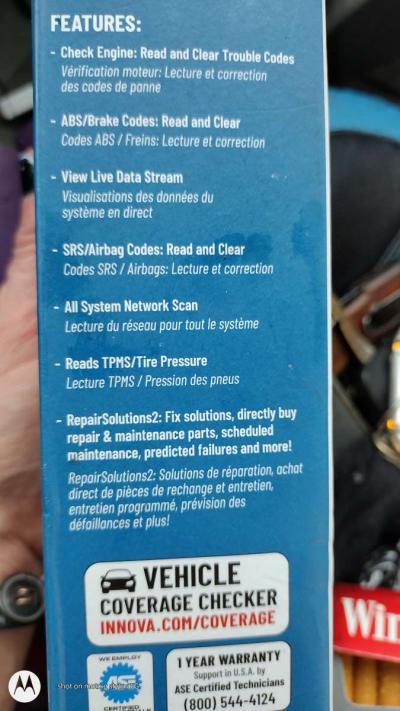 FEATURES:
- Check Engine: Read and Clear Trouble Codes
Vérification moteur: Lecture et correction
des codes de panne
- ABS/Brake Codes: Read and Clear
Codes ABS / Freins: Lecture et correction
- View Live Data Stream
Visualisations des données du
système en direct
- SRS/Airbag Codes: Read and Clear
Codes SRS / Airbags: Lecture et correction
- All System Network Scan
Lecture du réseau pour tout le système
- Reads TPMS/Tire Pressure
Lecture TPMS / Pression des pneus
- RepairSolutions2: Fix solutions, directly buy
repair & maintenance parts, scheduled
maintenance, predicted failures and more!
RepairSolutions2: Solutions de réparation, achat
direct de pièces de rechange et entretien,
entretien programmé, prévision des
défaillances et plus!
VEHICLE
COVERAGE CHECKER
INNOVA.COM/COVERAGE
WE EMPLOY
ASE
CERTIFIED
1 YEAR WARRANTY
Support in U.S.A. by
ASE Certified Technicians
(800) 544-4124
Win
shot on